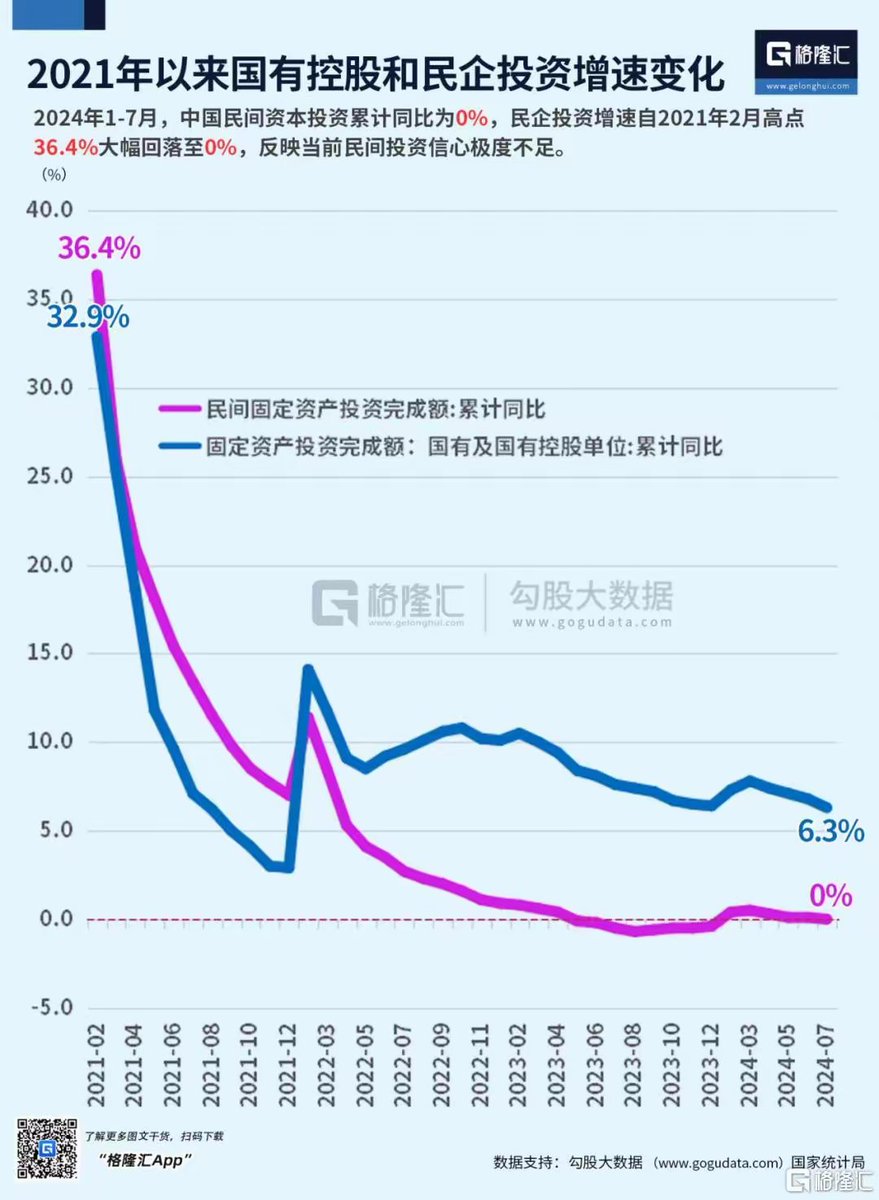 2021年以来国有控股和民企投资增速变化
格隆汇
www.gelonghui.com
2024年1-7月，中国民间资本投资累计同比为0%，民企投资增速自2021年2月高点
36.4%大幅回落至0%，反映当前民间投资信心极度不足。
（%）
40.0
36.4%
35.0
32.9%
30.0
民间固定资产投资完成额:累计同比
固定资产投资完成额：国有及国有控股单位:累计同比
25.0
20.0
格隆汇
www.gelonghui.com
勾股大数据
www.gogudata.com
15.0
10.0
5.0
6.3%
0%
0.0
-5.0
2021-02
2021-04
2021-06
2021-08
2021-10
2021-12
2022-03
2022-05
2022-07
2022-09
2022-11
2023-02
2023-04
2023-06
2023-08
2023-10
2023-12
2024-03
2024-05
2024-07
了解更多图文干货，扫码下载
“格隆汇App”
数据支持：勾股大数据（www.gogudata.com）国家统计局
格隆汇